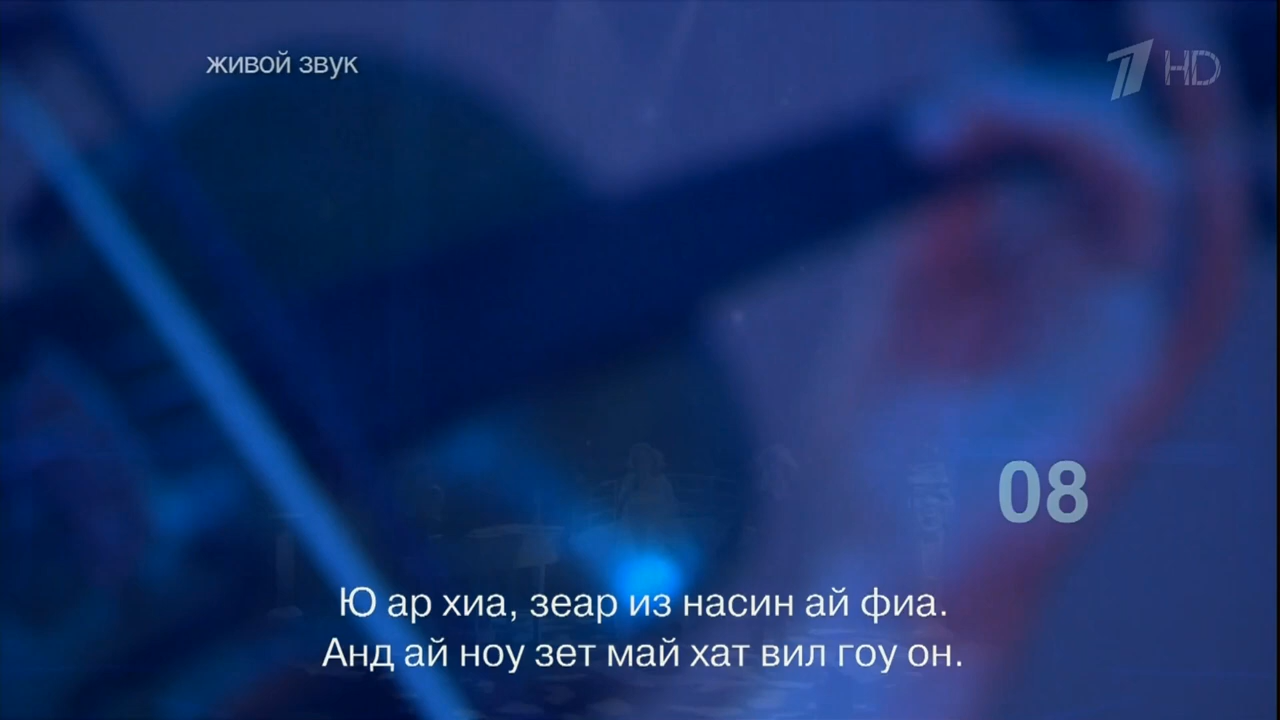 живой звук
1 HD
08
Ю ар хиа, зеар из насин ай фиа.
Анд ай ноу зет май хат вил гоу он.